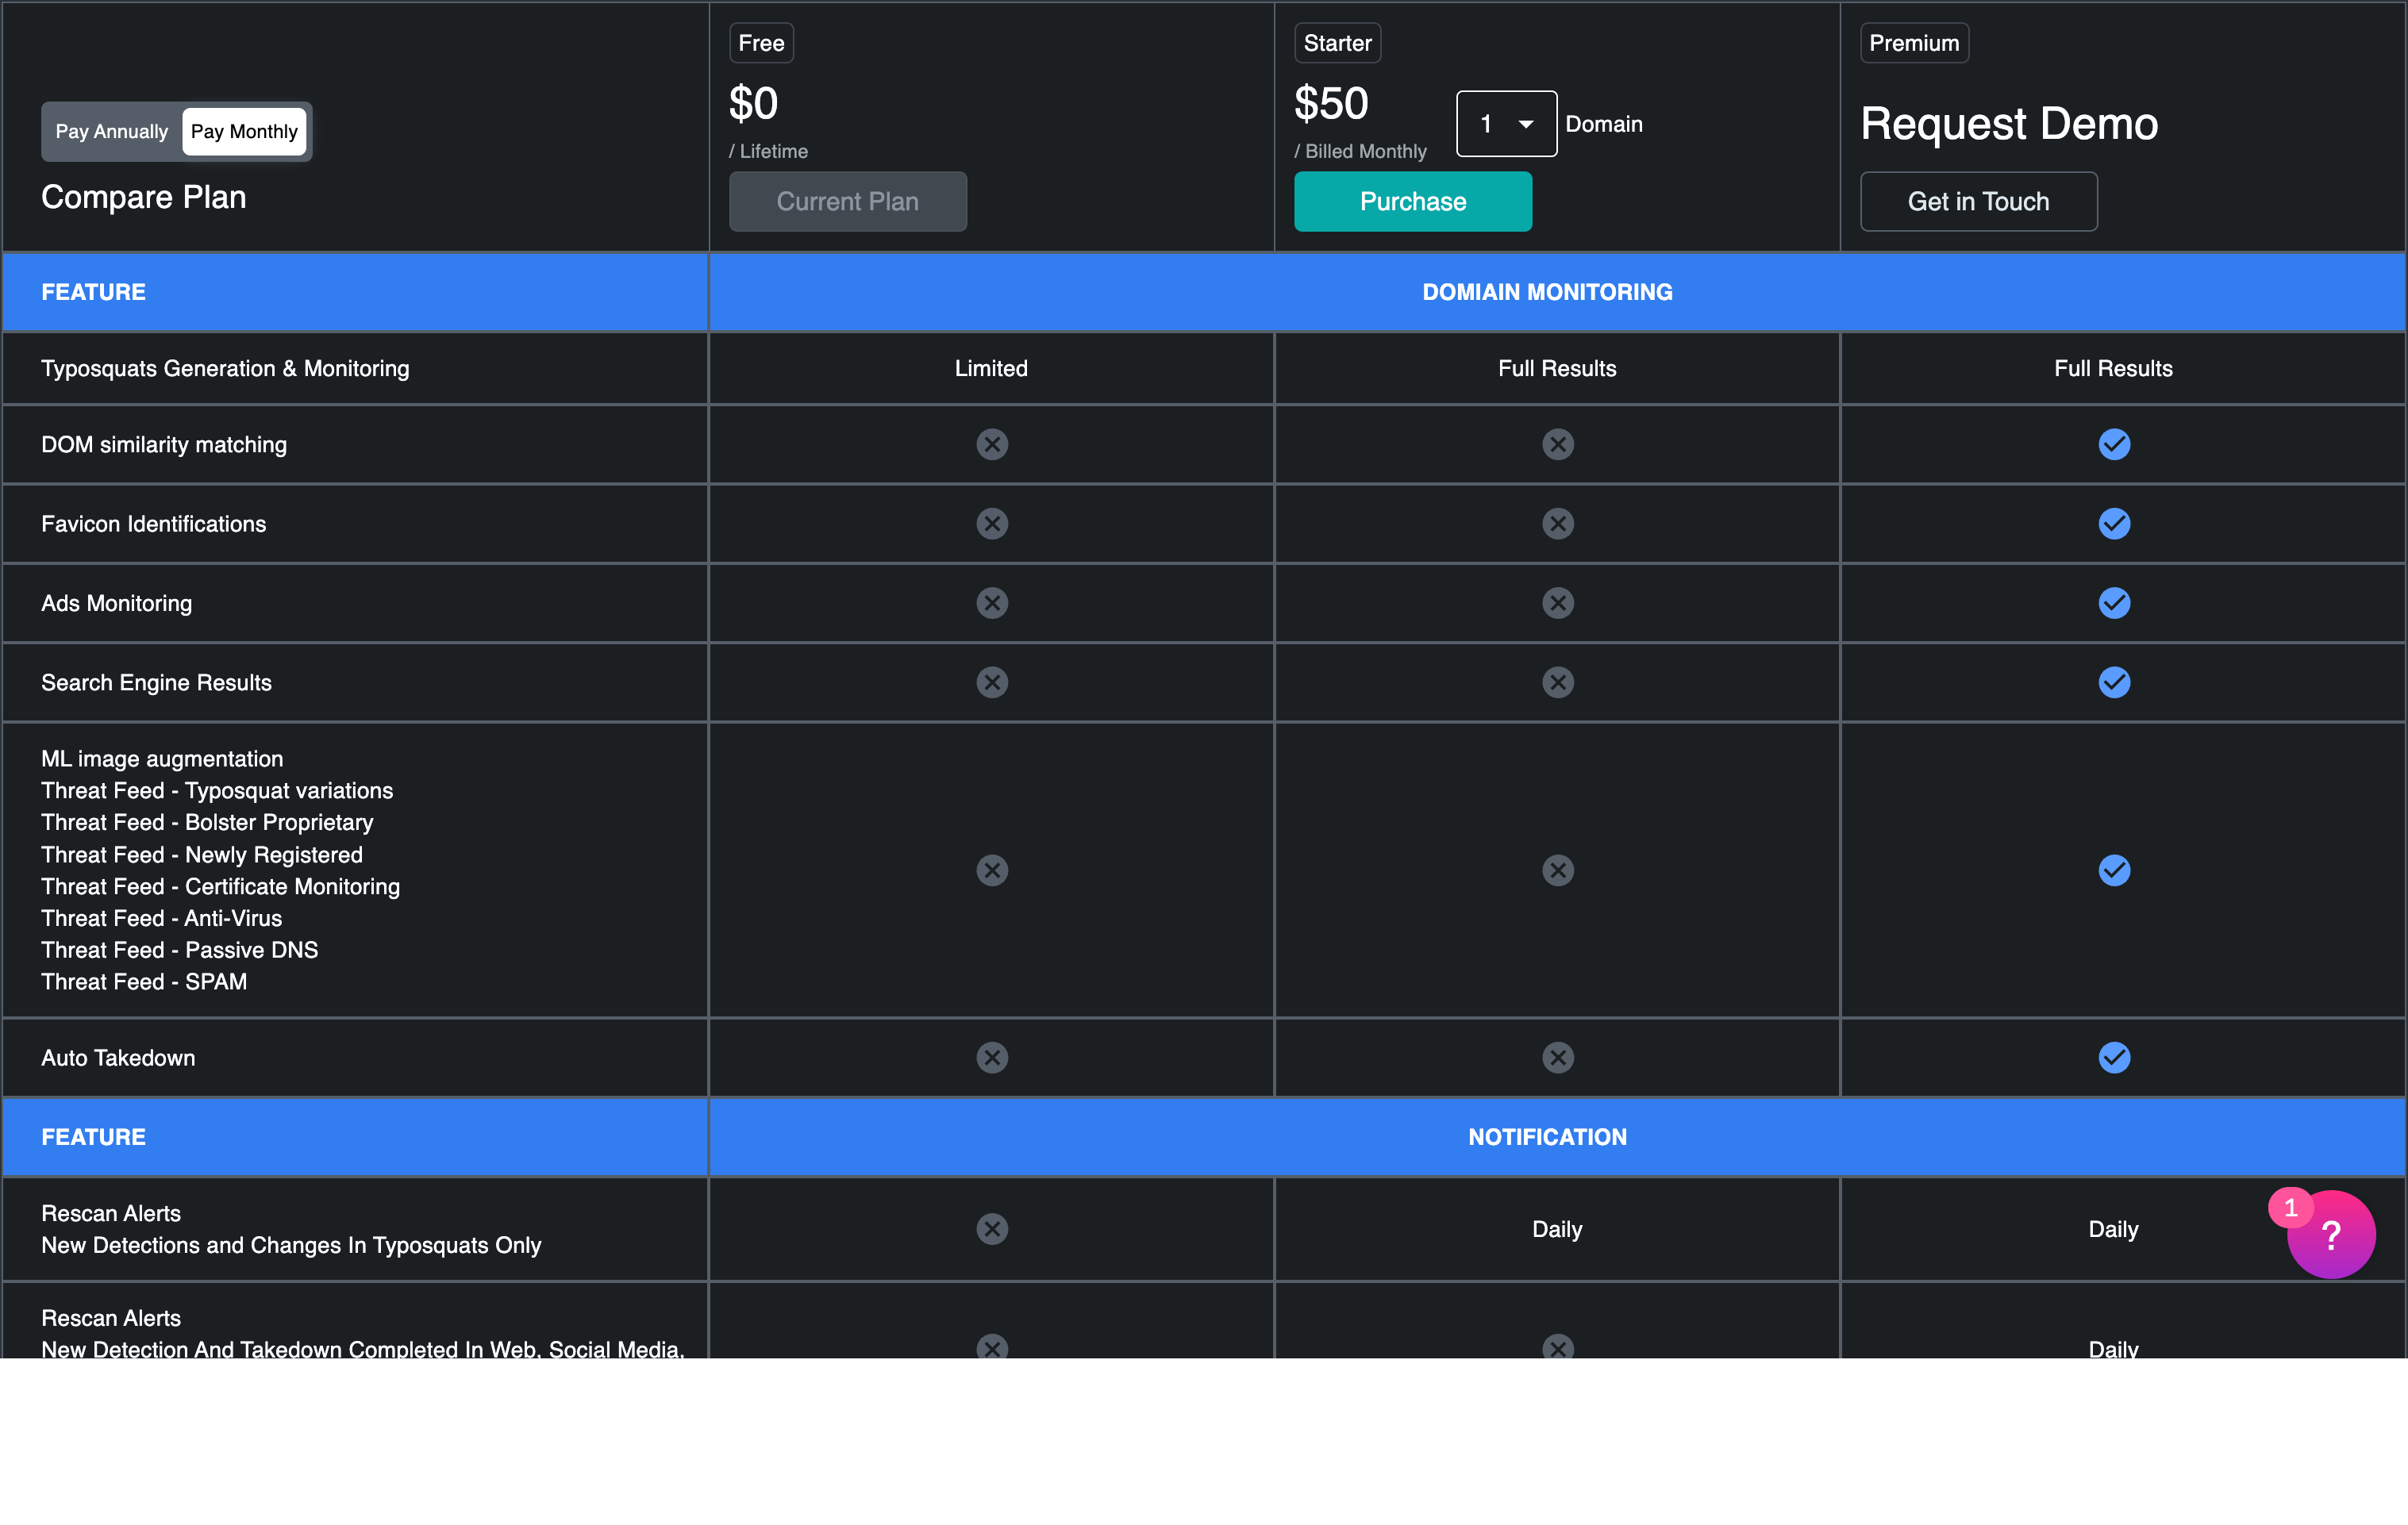 Pay Annually Pay Monthly
Compare Plan
Free
$0
/ Lifetime
Current Plan
Starter
$50
/ Billed Monthly
1
Domain
Purchase
Premium
Request Demo
Get in Touch
FEATURE DOMIAIN MONITORING
Typosquats Generation & Monitoring Limited Full Results Full Results
DOM similarity matching
Favicon Identifications
Ads Monitoring
Search Engine Results
ML image augmentation
Threat Feed - Typosquat variations
Threat Feed - Bolster Proprietary
Threat Feed - Newly Registered
Threat Feed - Certificate Monitoring
Threat Feed - Anti-Virus
Threat Feed - Passive DNS
Threat Feed - SPAM
Auto Takedown
FEATURE NOTIFICATION
Rescan Alerts
New Detections and Changes In Typosquats Only
Daily
Daily
1
?
Rescan Alerts
New Detection And Takedown Completed In Web, Social Media,
Daily